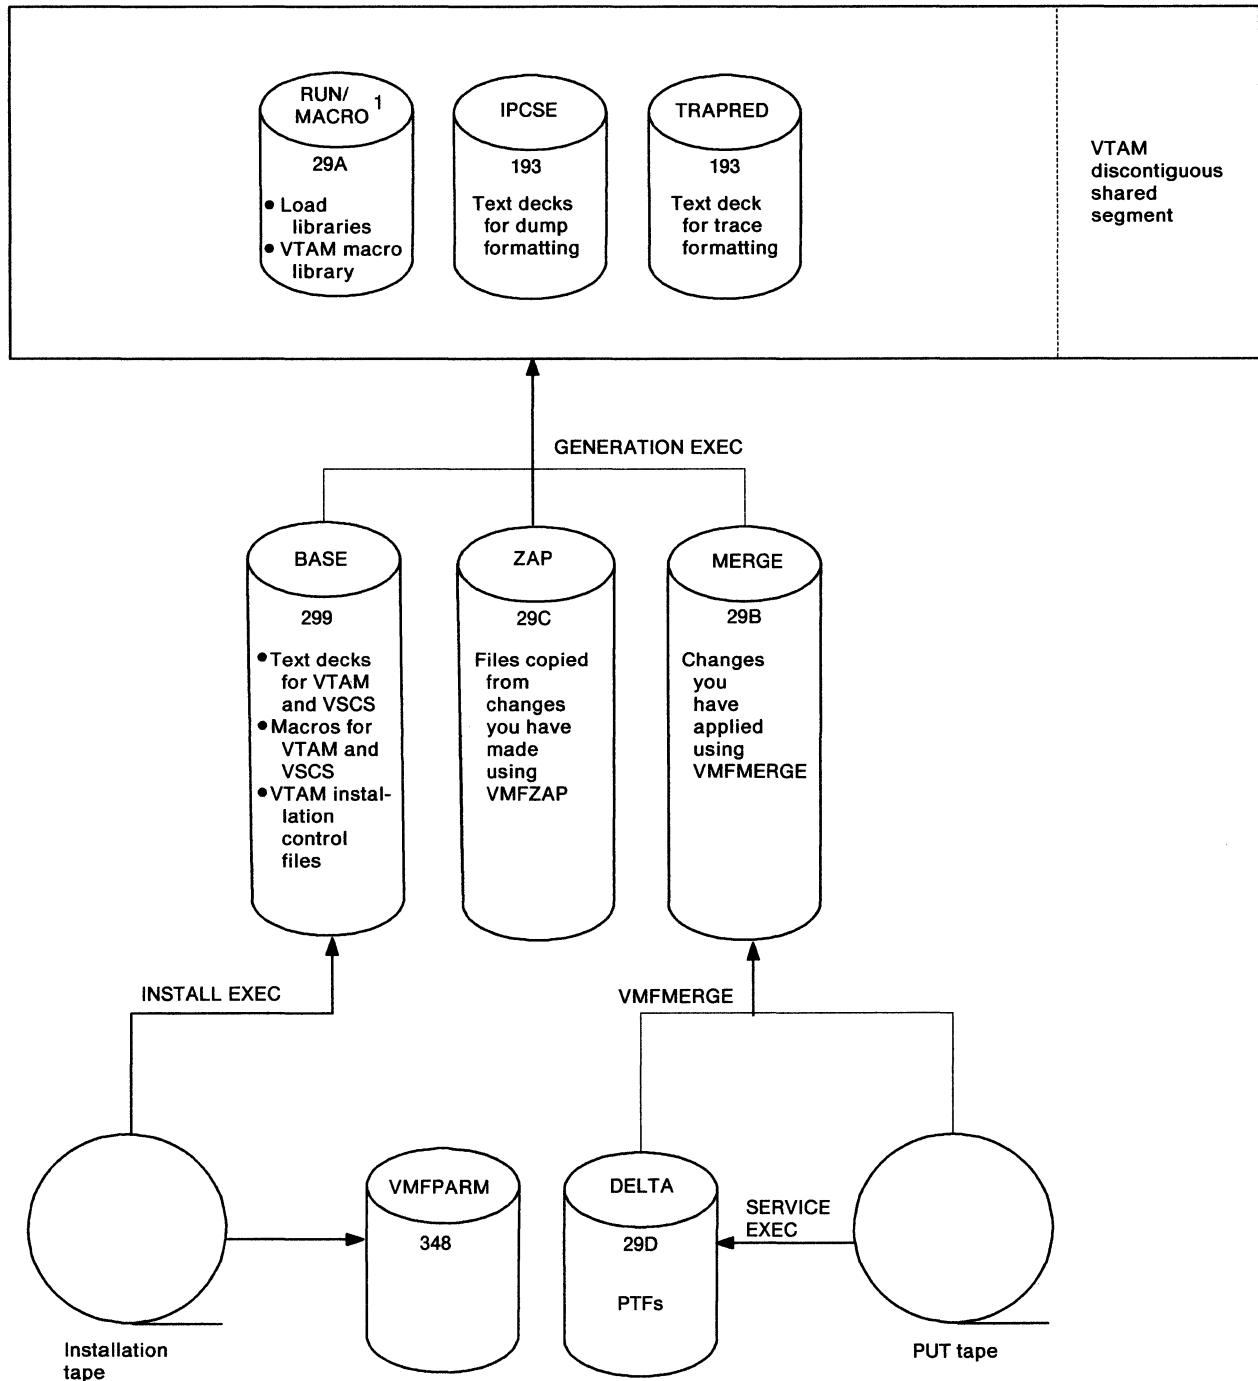 RUN/
MACRO 1
29A
● Load
libraries
● VTAM macro
library
IPCSE
193
Text decks
for dump
formatting
TRAPRED
193
Text deck
for trace
formatting
VTAM
discontiguous
shared
segment
GENERATION EXEC
BASE
299
● Text decks
for VTAM
and VSCS
● Macros for
VTAM and
VSCS
● VTAM instal-
lation
control
files
ZAP
29C
Files copied
from
changes
you have
made
using
VMFZAP
MERGE
29B
Changes
you
have
applied
using
VMFMERGE
INSTALL EXEC
VMFMERGE
VMFPARM
348
DELTA
29D
PTFs
SERVICE
EXEC
Installation
tape
PUT tape